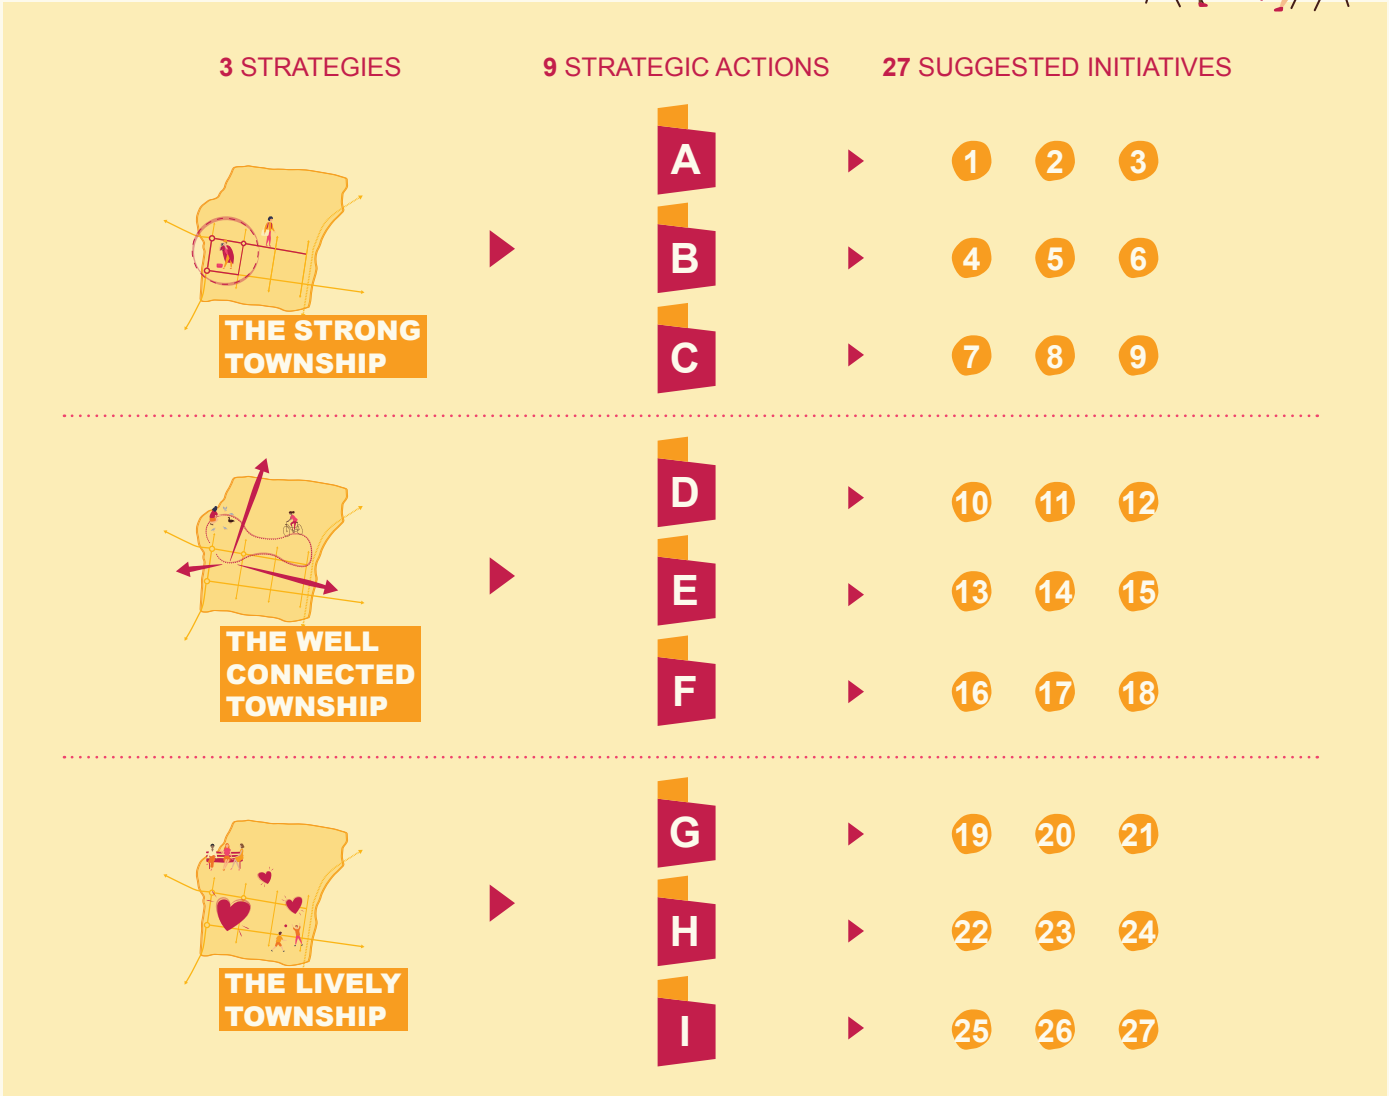 3 STRATEGIES
9 STRATEGIC ACTIONS
27 SUGGESTED INITIATIVES
THE STRONG
TOWNSHIP
A
1 2 3
B
4 5 6
C
7 8 9
THE WELL
CONNECTED
TOWNSHIP
D
10 11 12
E
13 14 15
F
16 17 18
THE LIVELY
TOWNSHIP
G
19 20 21
H
22 23 24
I
25 26 27